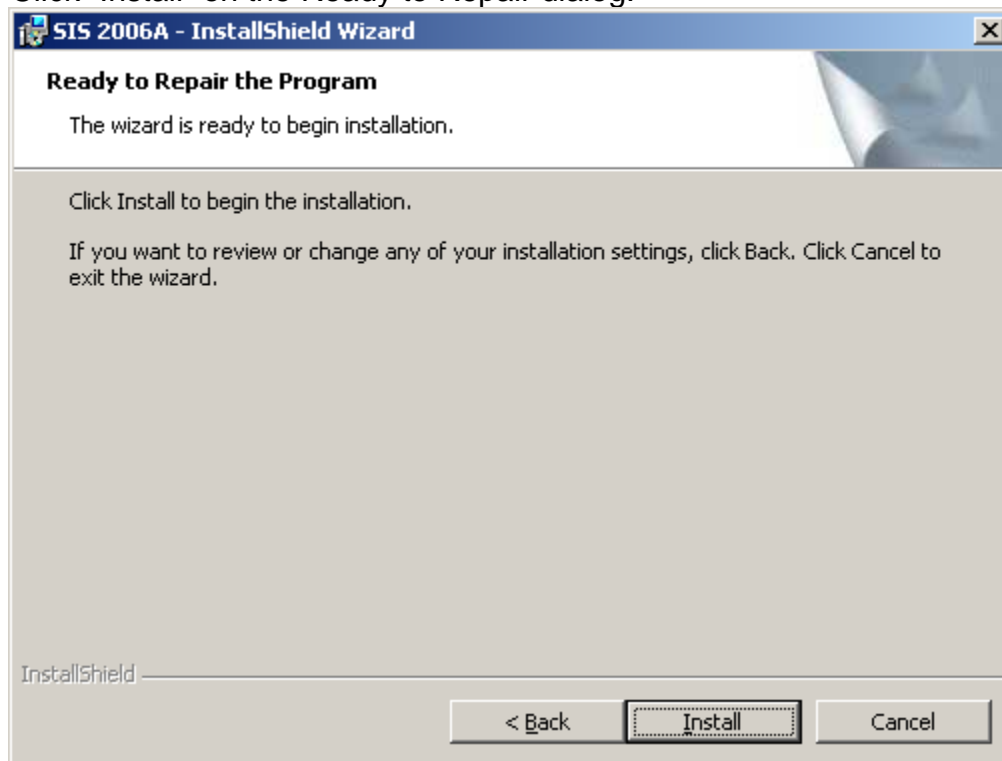 Click "Install" on the Ready to Repair dialog.
SIS 2006A - InstallShield Wizard
Ready to Repair the Program
The wizard is ready to begin installation.
Click Install to begin the installation.
If you want to review or change any of your installation settings, click Back. Click Cancel to
exit the wizard.
InstallShield
< Back
Install
Cancel